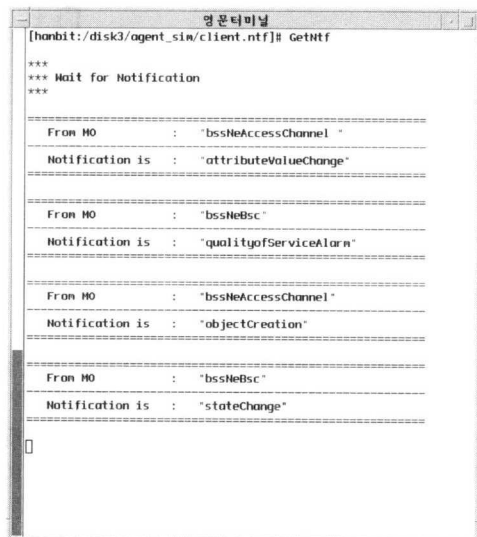 영문터미널
[hanbit:/disk3/agent_sim/client.ntf]# GetNtf
***
*** Wait for Notification
***
==========================================================
From MO : "bssNeAccessChannel "
----------------------------------------------------------
Notification is : "attributeValueChange"
==========================================================
==========================================================
From MO : "bssNeBsc"
----------------------------------------------------------
Notification is : "qualityofServiceAlarm"
==========================================================
==========================================================
From MO : "bssNeAccessChannel"
----------------------------------------------------------
Notification is : "objectCreation"
==========================================================
==========================================================
From MO : "bssNeBsc"
----------------------------------------------------------
Notification is : "stateChange"
==========================================================